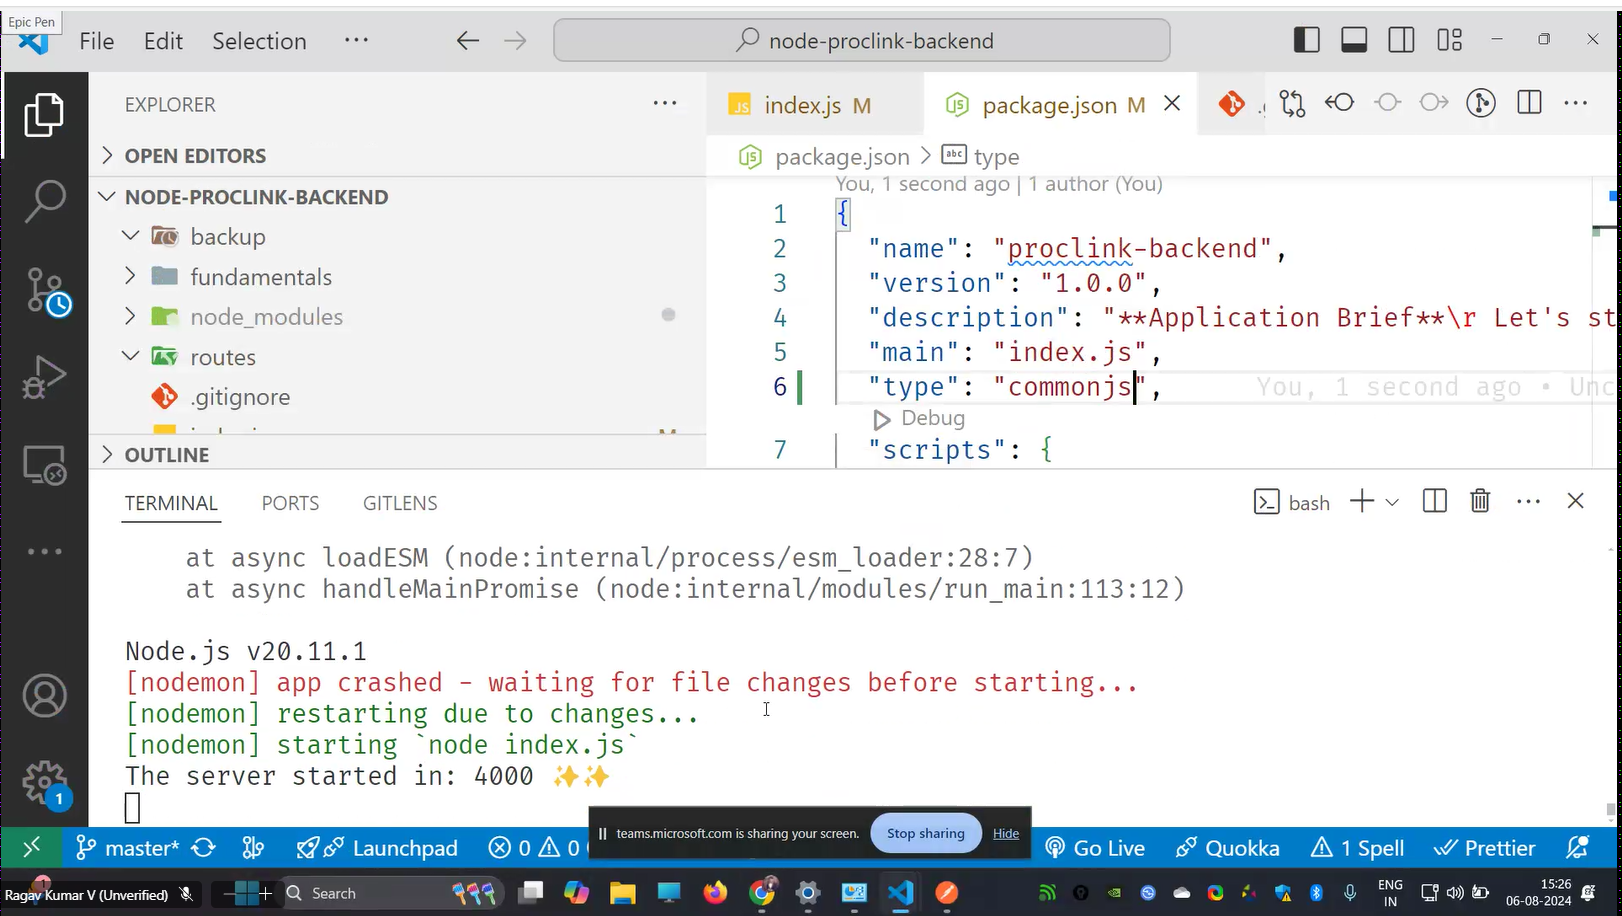 Epic Pen
File Edit Selection ··· node-proclink-backend
EXPLORER ···
OPEN EDITORS
NODE-PROCLINK-BACKEND
backup
fundamentals
node_modules
routes
.gitignore
OUTLINE
JS index.js M package.json M
package.json > abc type
You, 1 second ago | 1 author (You)
1 {
2 "name": "proclink-backend",
3 "version": "1.0.0",
4 "description": "**Application Brief**\r Let's st
5 "main": "index.js",
6 "type": "commonjs", You, 1 second ago • Unc
Debug
7 "scripts": {
TERMINAL PORTS GITLENS bash
at async loadESM (node:internal/process/esm_loader:28:7)
at async handleMainPromise (node:internal/modules/run_main:113:12)
Node.js v20.11.1
[nodemon] app crashed - waiting for file changes before starting...
[nodemon] restarting due to changes...
[nodemon] starting `node index.js`
The server started in: 4000 ✨✨
teams.microsoft.com is sharing your screen. Stop sharing Hide
master* Launchpad 0 0 Go Live Quokka 1 Spell Prettier
Ragav Kumar V (Unverified) Search ENG IN 15:26 06-08-2024